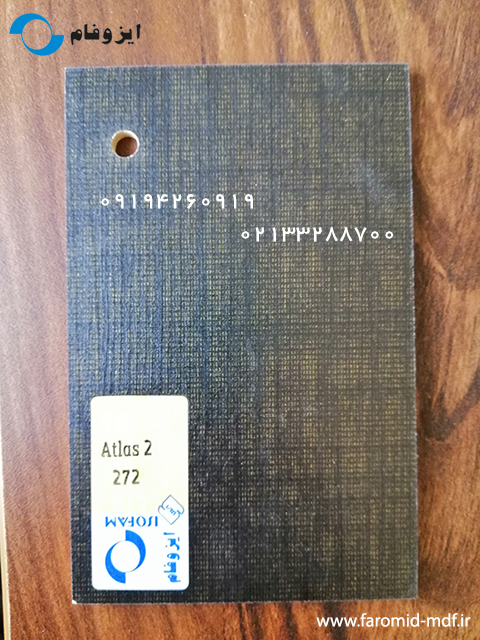 ایزوفام
۰۹۱۹۴۲۶۰۹۱۹
۰۲۱۳۳۲۸۸۷۰۰
Atlas 2
272
ISOFAM
ایزوفام
www.faromid-mdf.ir